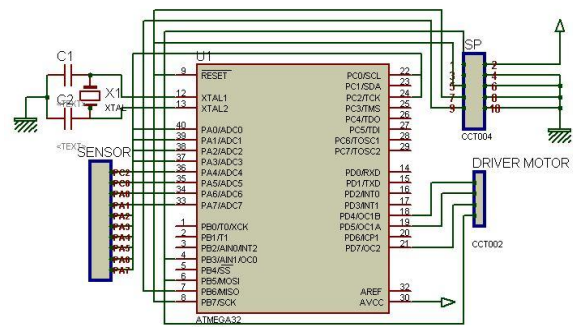 C1
C2
<TEXT>
X1
XTAL
<TEXT>
SENSOR
PC2
PC0
PA0
PA1
PA2
PA3
PA4
PA5
PA6
PA7
U1
9 RESET PC0/SCL 22
PC1/SDA 23
12 XTAL1 PC2/TCK 24
13 XTAL2 PC3/TMS 25
PC4/TDO 26
40 PA0/ADC0 PC5/TDI 27
39 PA1/ADC1 PC6/TOSC1 28
38 PA2/ADC2 PC7/TOSC2 29
37 PA3/ADC3
36 PA4/ADC4 PD0/RXD 14
35 PA5/ADC5 PD1/TXD 15
34 PA6/ADC6 PD2/INT0 16
33 PA7/ADC7 PD3/INT1 17
PD4/OC1B 18
1 PB0/T0/XCK PD5/OC1A 19
2 PB1/T1 PD6/ICP1 20
3 PB2/AIN0/INT2 PD7/OC2 21
4 PB3/AIN1/OC0
5 PB4/SS
6 PB5/MOSI
7 PB6/MISO AREF 32
8 PB7/SCK AVCC 30
ATMEGA32
SP
1 2
3 4
5 6
7 8
9 10
CCT004
DRIVER MOTOR
CCT002